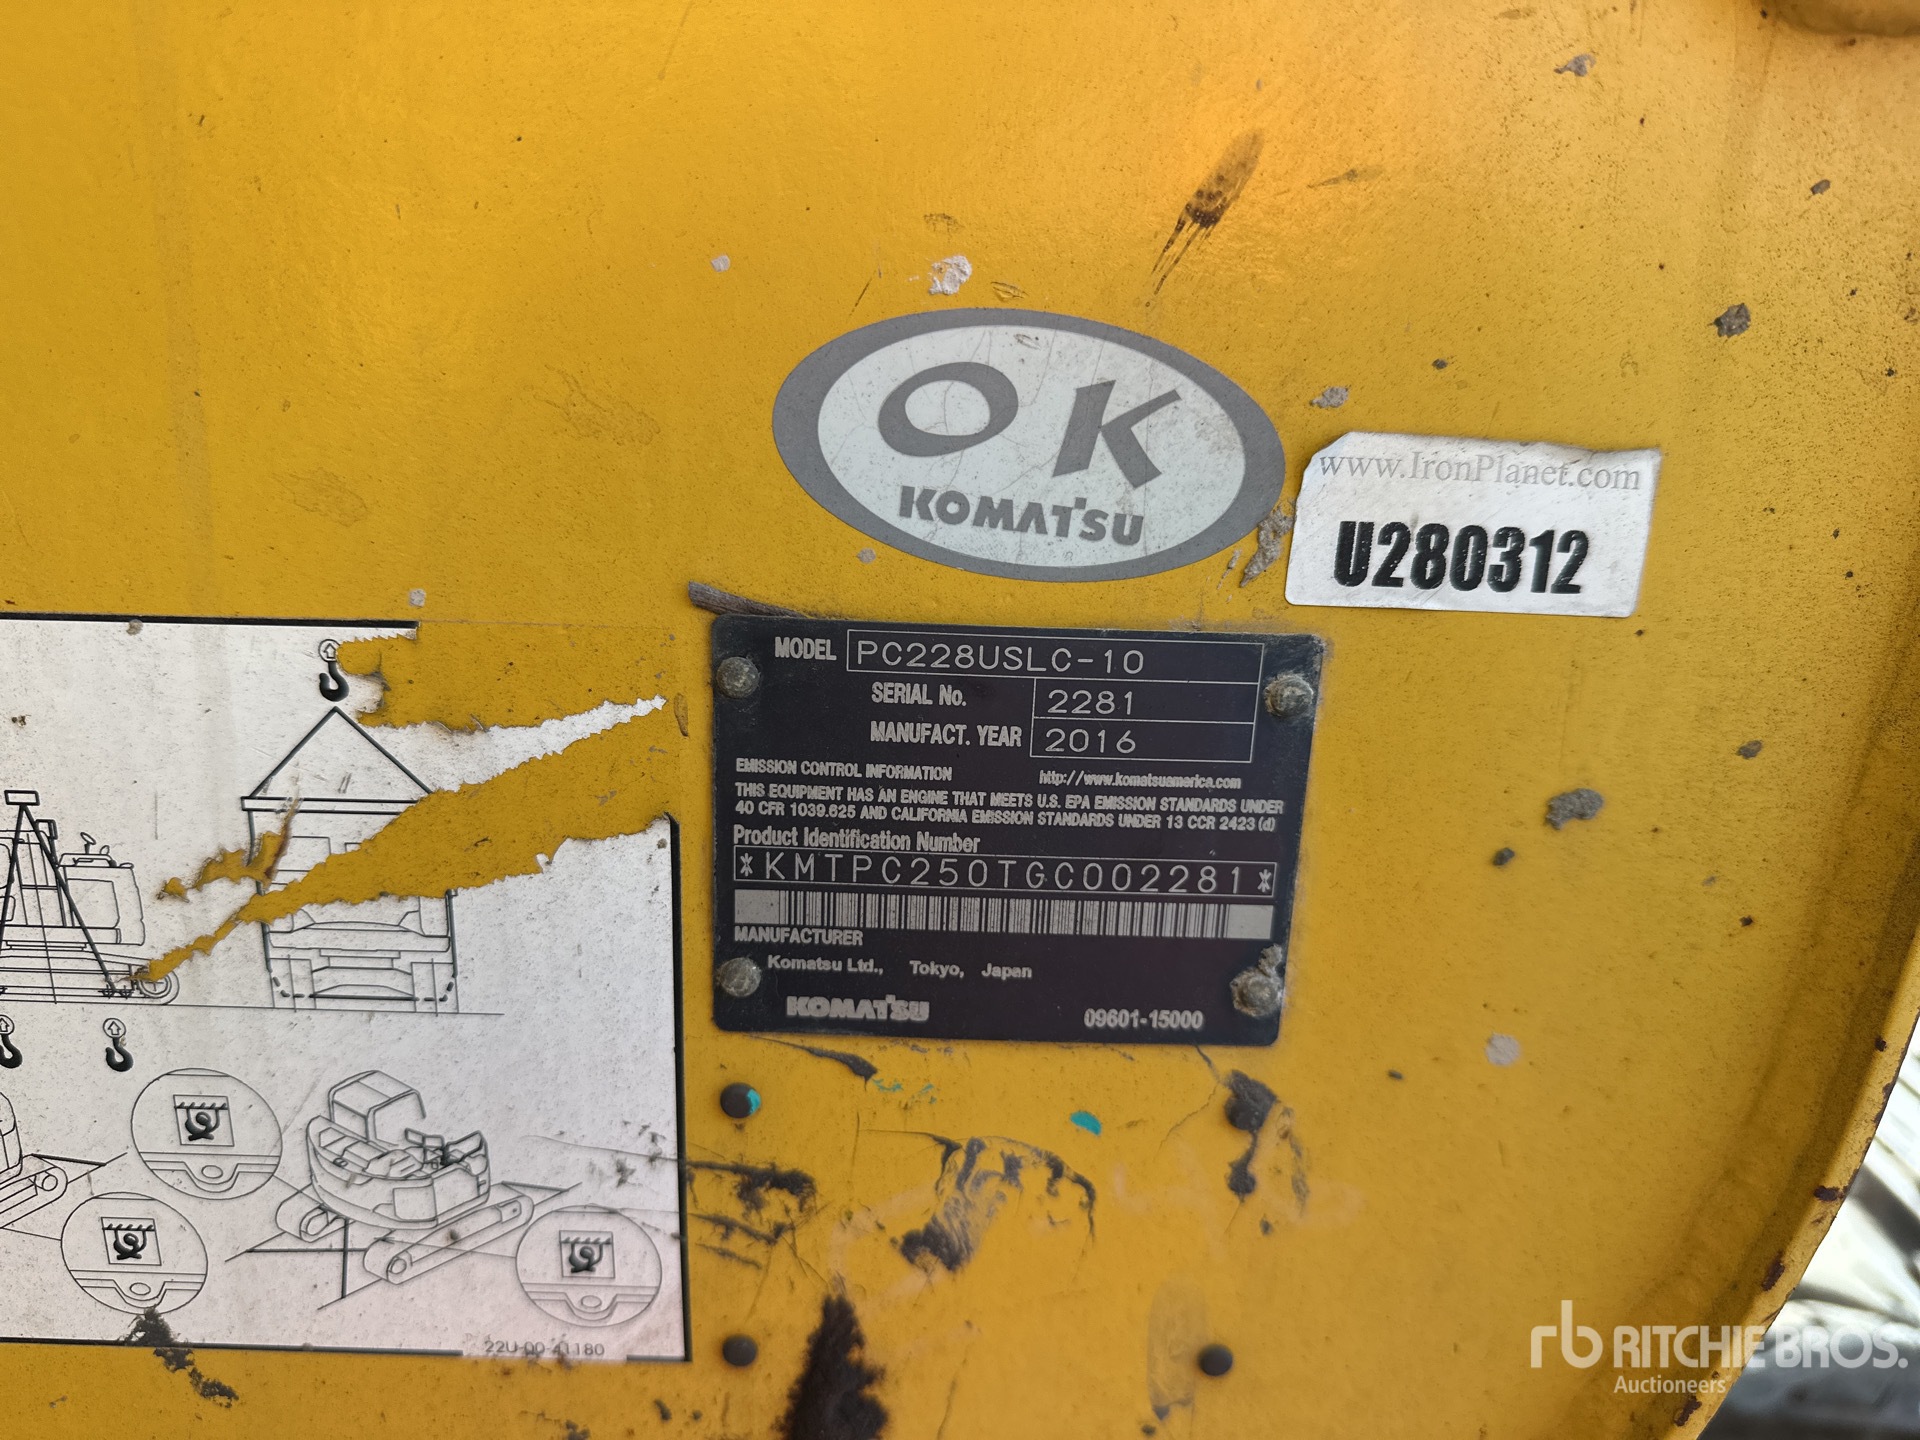 OK
KOMATSU
www.IronPlanet.com
U280312
MODEL PC228USLC-10
SERIAL No. 2281
MANUFACT. YEAR 2016
EMISSION CONTROL INFORMATION http://www.komatsuamerica.com
THIS EQUIPMENT HAS AN ENGINE THAT MEETS U.S. EPA EMISSION STANDARDS UNDER
40 CFR 1039.625 AND CALIFORNIA EMISSION STANDARDS UNDER 13 CCR 2423 (d)
Product Identification Number
*KMTPC250TGC002281*
MANUFACTURER
Komatsu Ltd., Tokyo, Japan
KOMATSU 09601-15000
22U-00-41180
rb RITCHIE BROS.
Auctioneers